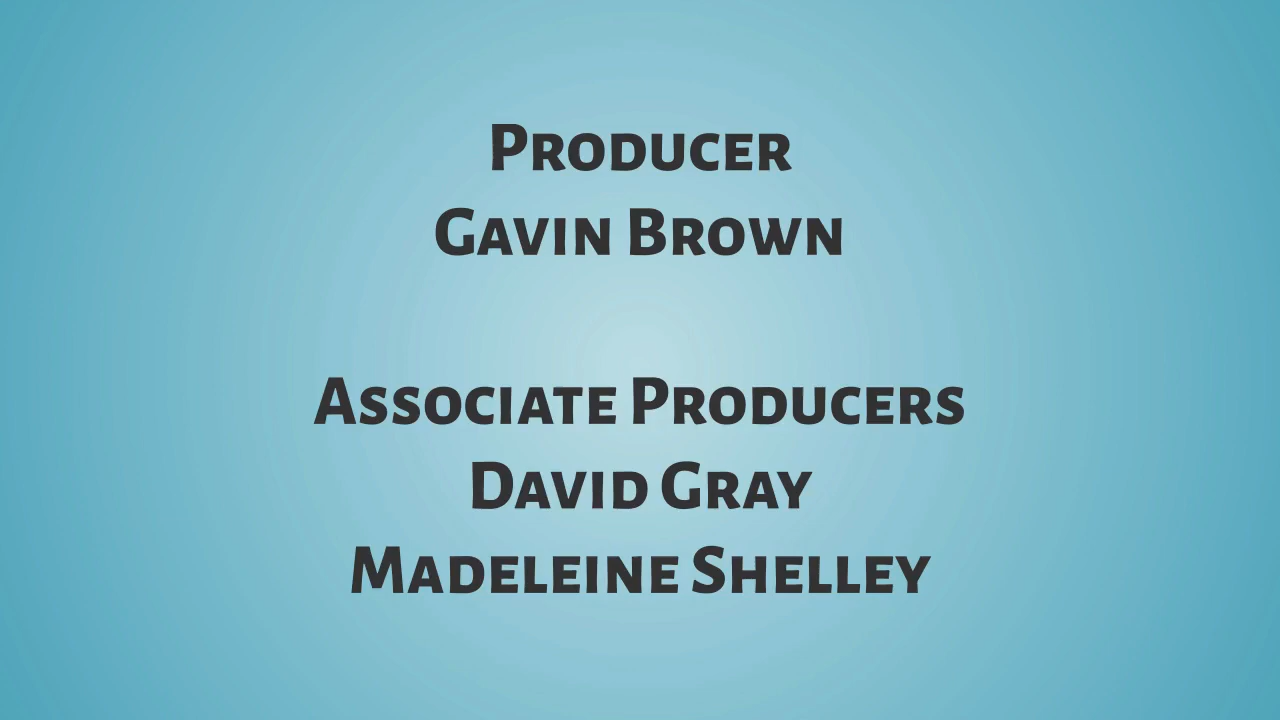 Producer
Gavin Brown
Associate Producers
David Gray
Madeleine Shelley